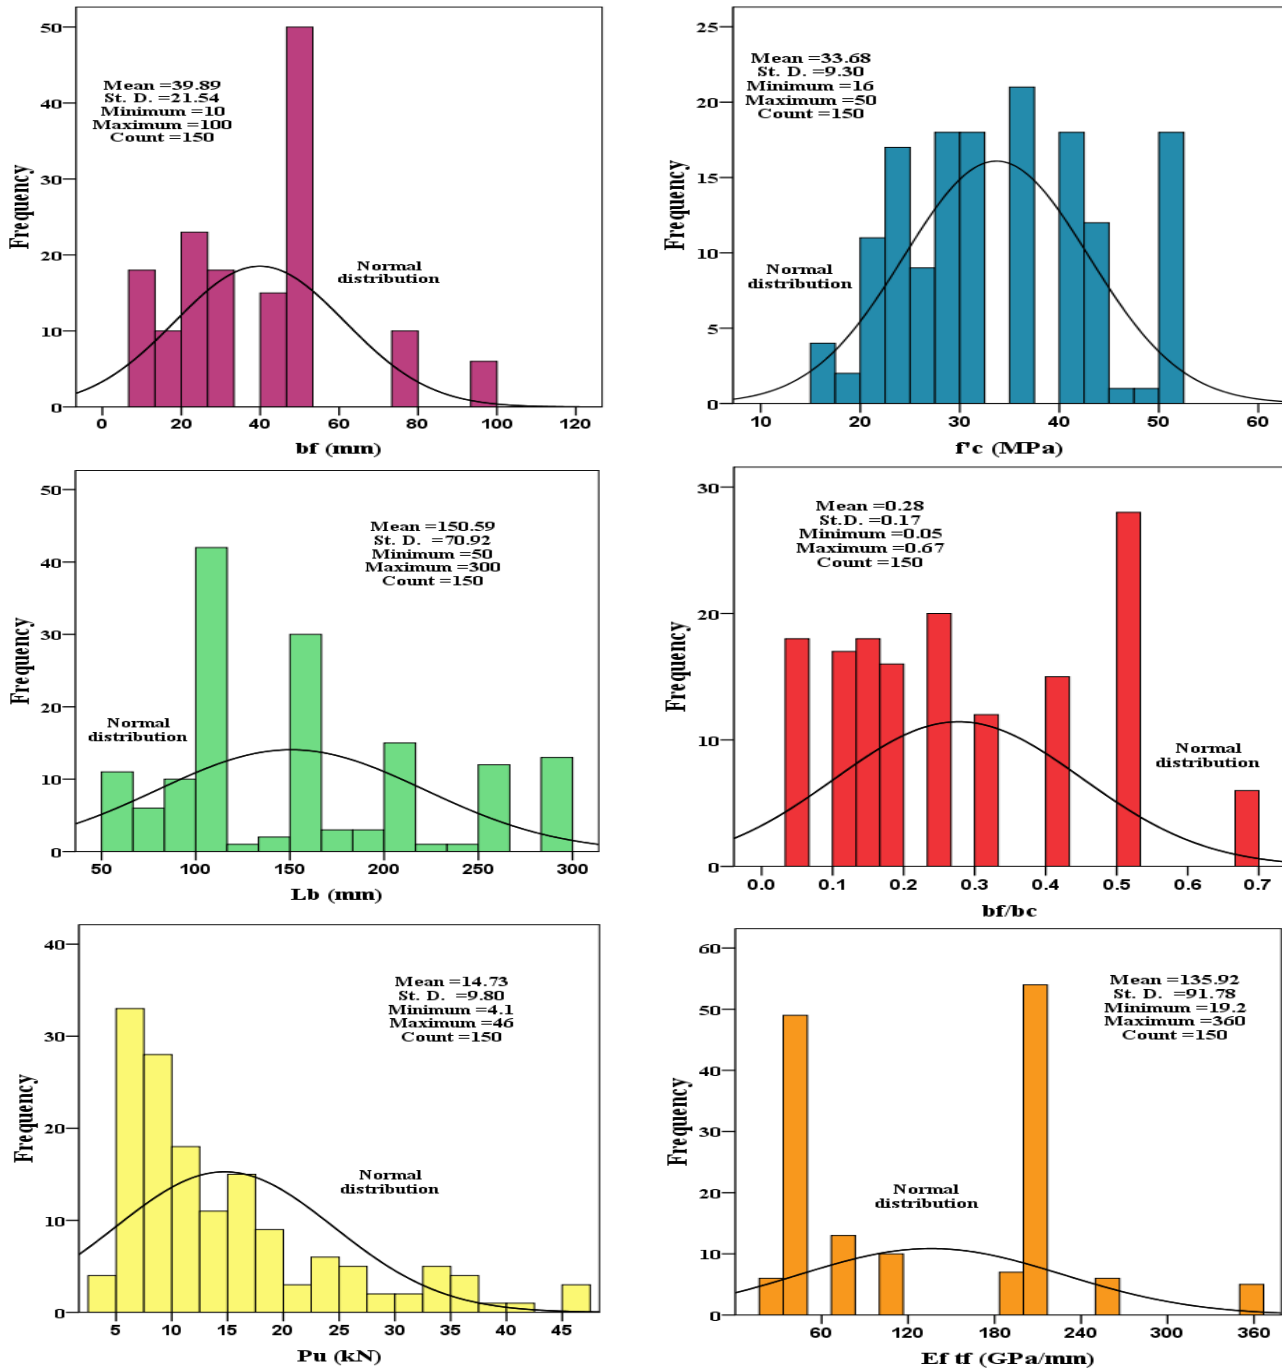 50
40
30
20
10
0
Frequency
Mean =39.89
St. D. =21.54
Minimum =10
Maximum =100
Count =150
Normal
distribution
0 20 40 60 80 100 120
bf (mm)
25
20
15
10
5
0
Frequency
Mean =33.68
St. D. =9.30
Minimum =16
Maximum =50
Count =150
Normal
distribution
10 20 30 40 50 60
f'c (MPa)
50
40
30
20
10
0
Frequency
Mean =150.59
St. D. =70.92
Minimum =50
Maximum =300
Count =150
Normal
distribution
50 100 150 200 250 300
Lb (mm)
30
20
10
0
Frequency
Mean =0.28
St.D. =0.17
Minimum =0.05
Maximum =0.67
Count =150
Normal
distribution
0.0 0.1 0.2 0.3 0.4 0.5 0.6 0.7
bf/bc
40
30
20
10
0
Frequency
Mean =14.73
St. D. =9.80
Minimum =4.1
Maximum =46
Count =150
Normal
distribution
5 10 15 20 25 30 35 40 45
Pu (kN)
60
50
40
30
20
10
0
Frequency
Mean =135.92
St. D. =91.78
Minimum =19.2
Maximum =360
Count =150
Normal
distribution
60 120 180 240 300 360
Ef tf (GPa/mm)